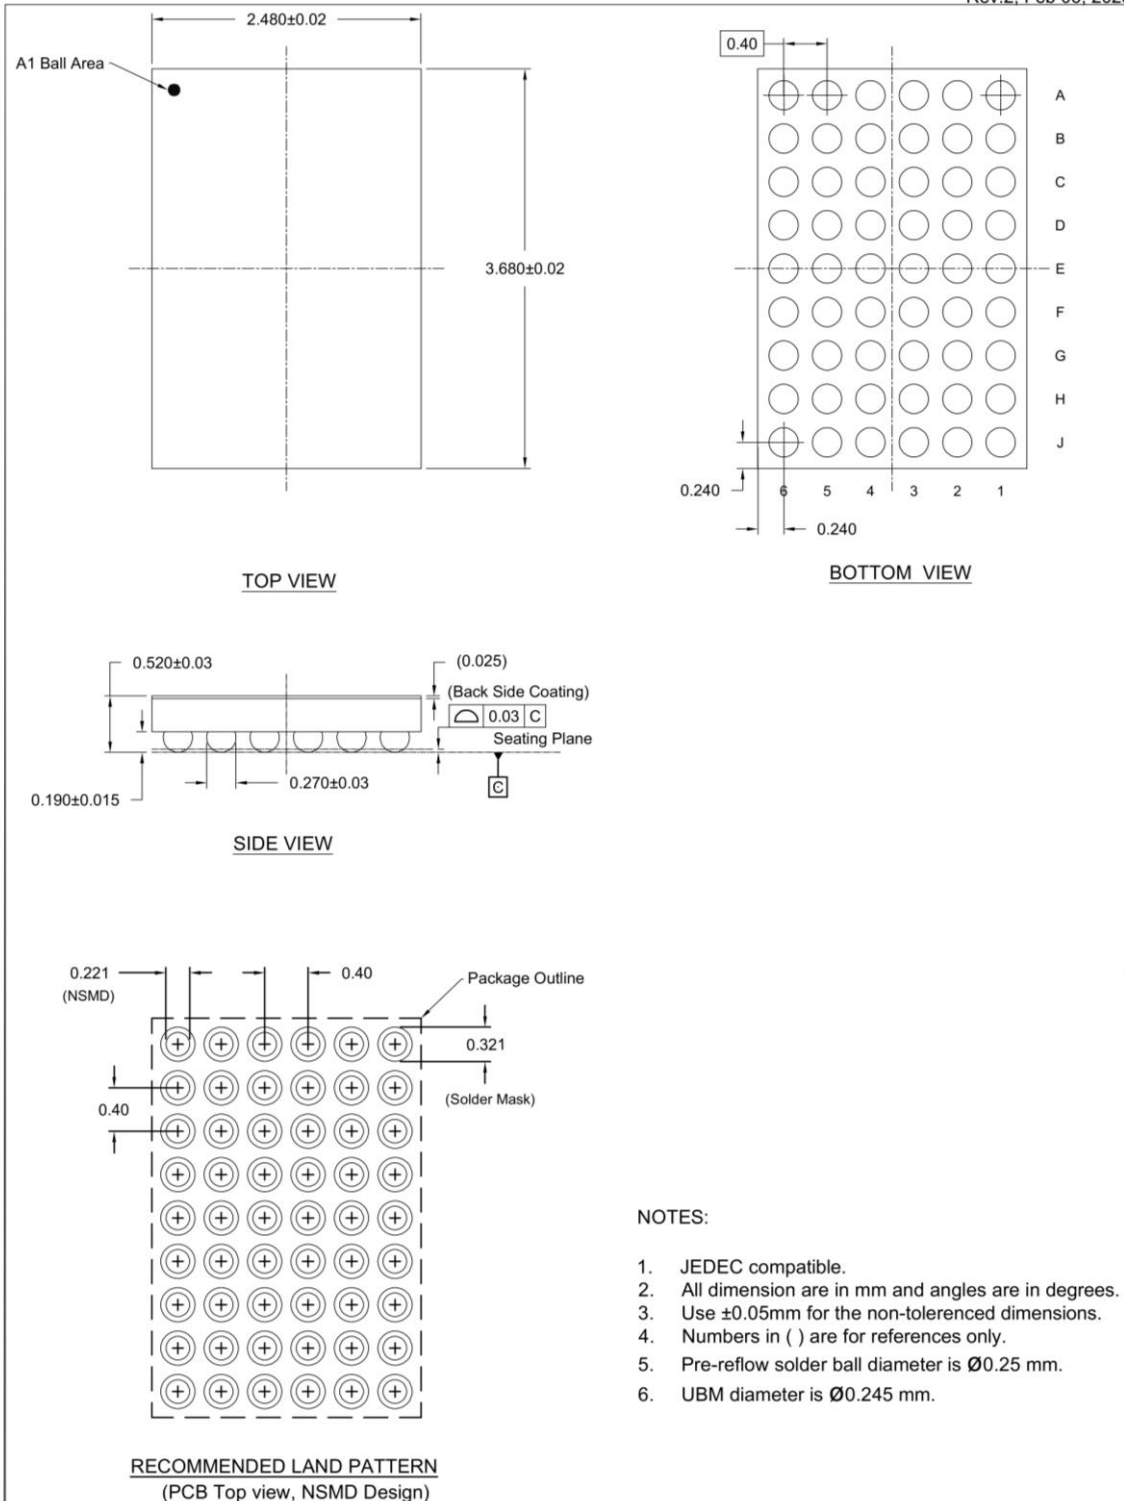 2.480±0.02
A1 Ball Area
3.680±0.02
TOP VIEW
0.40
A
B
C
D
E
F
G
H
J
0.240
6 5 4 3 2 1
0.240
BOTTOM VIEW
0.520±0.03
(0.025)
(Back Side Coating)
0.03 C
Seating Plane
C
0.270±0.03
0.190±0.015
SIDE VIEW
0.221
(NSMD)
0.40
Package Outline
0.321
(Solder Mask)
0.40
RECOMMENDED LAND PATTERN
(PCB Top view, NSMD Design)
NOTES:
1. JEDEC compatible.
2. All dimension are in mm and angles are in degrees.
3. Use ±0.05mm for the non-tolerenced dimensions.
4. Numbers in ( ) are for references only.
5. Pre-reflow solder ball diameter is Ø0.25 mm.
6. UBM diameter is Ø0.245 mm.